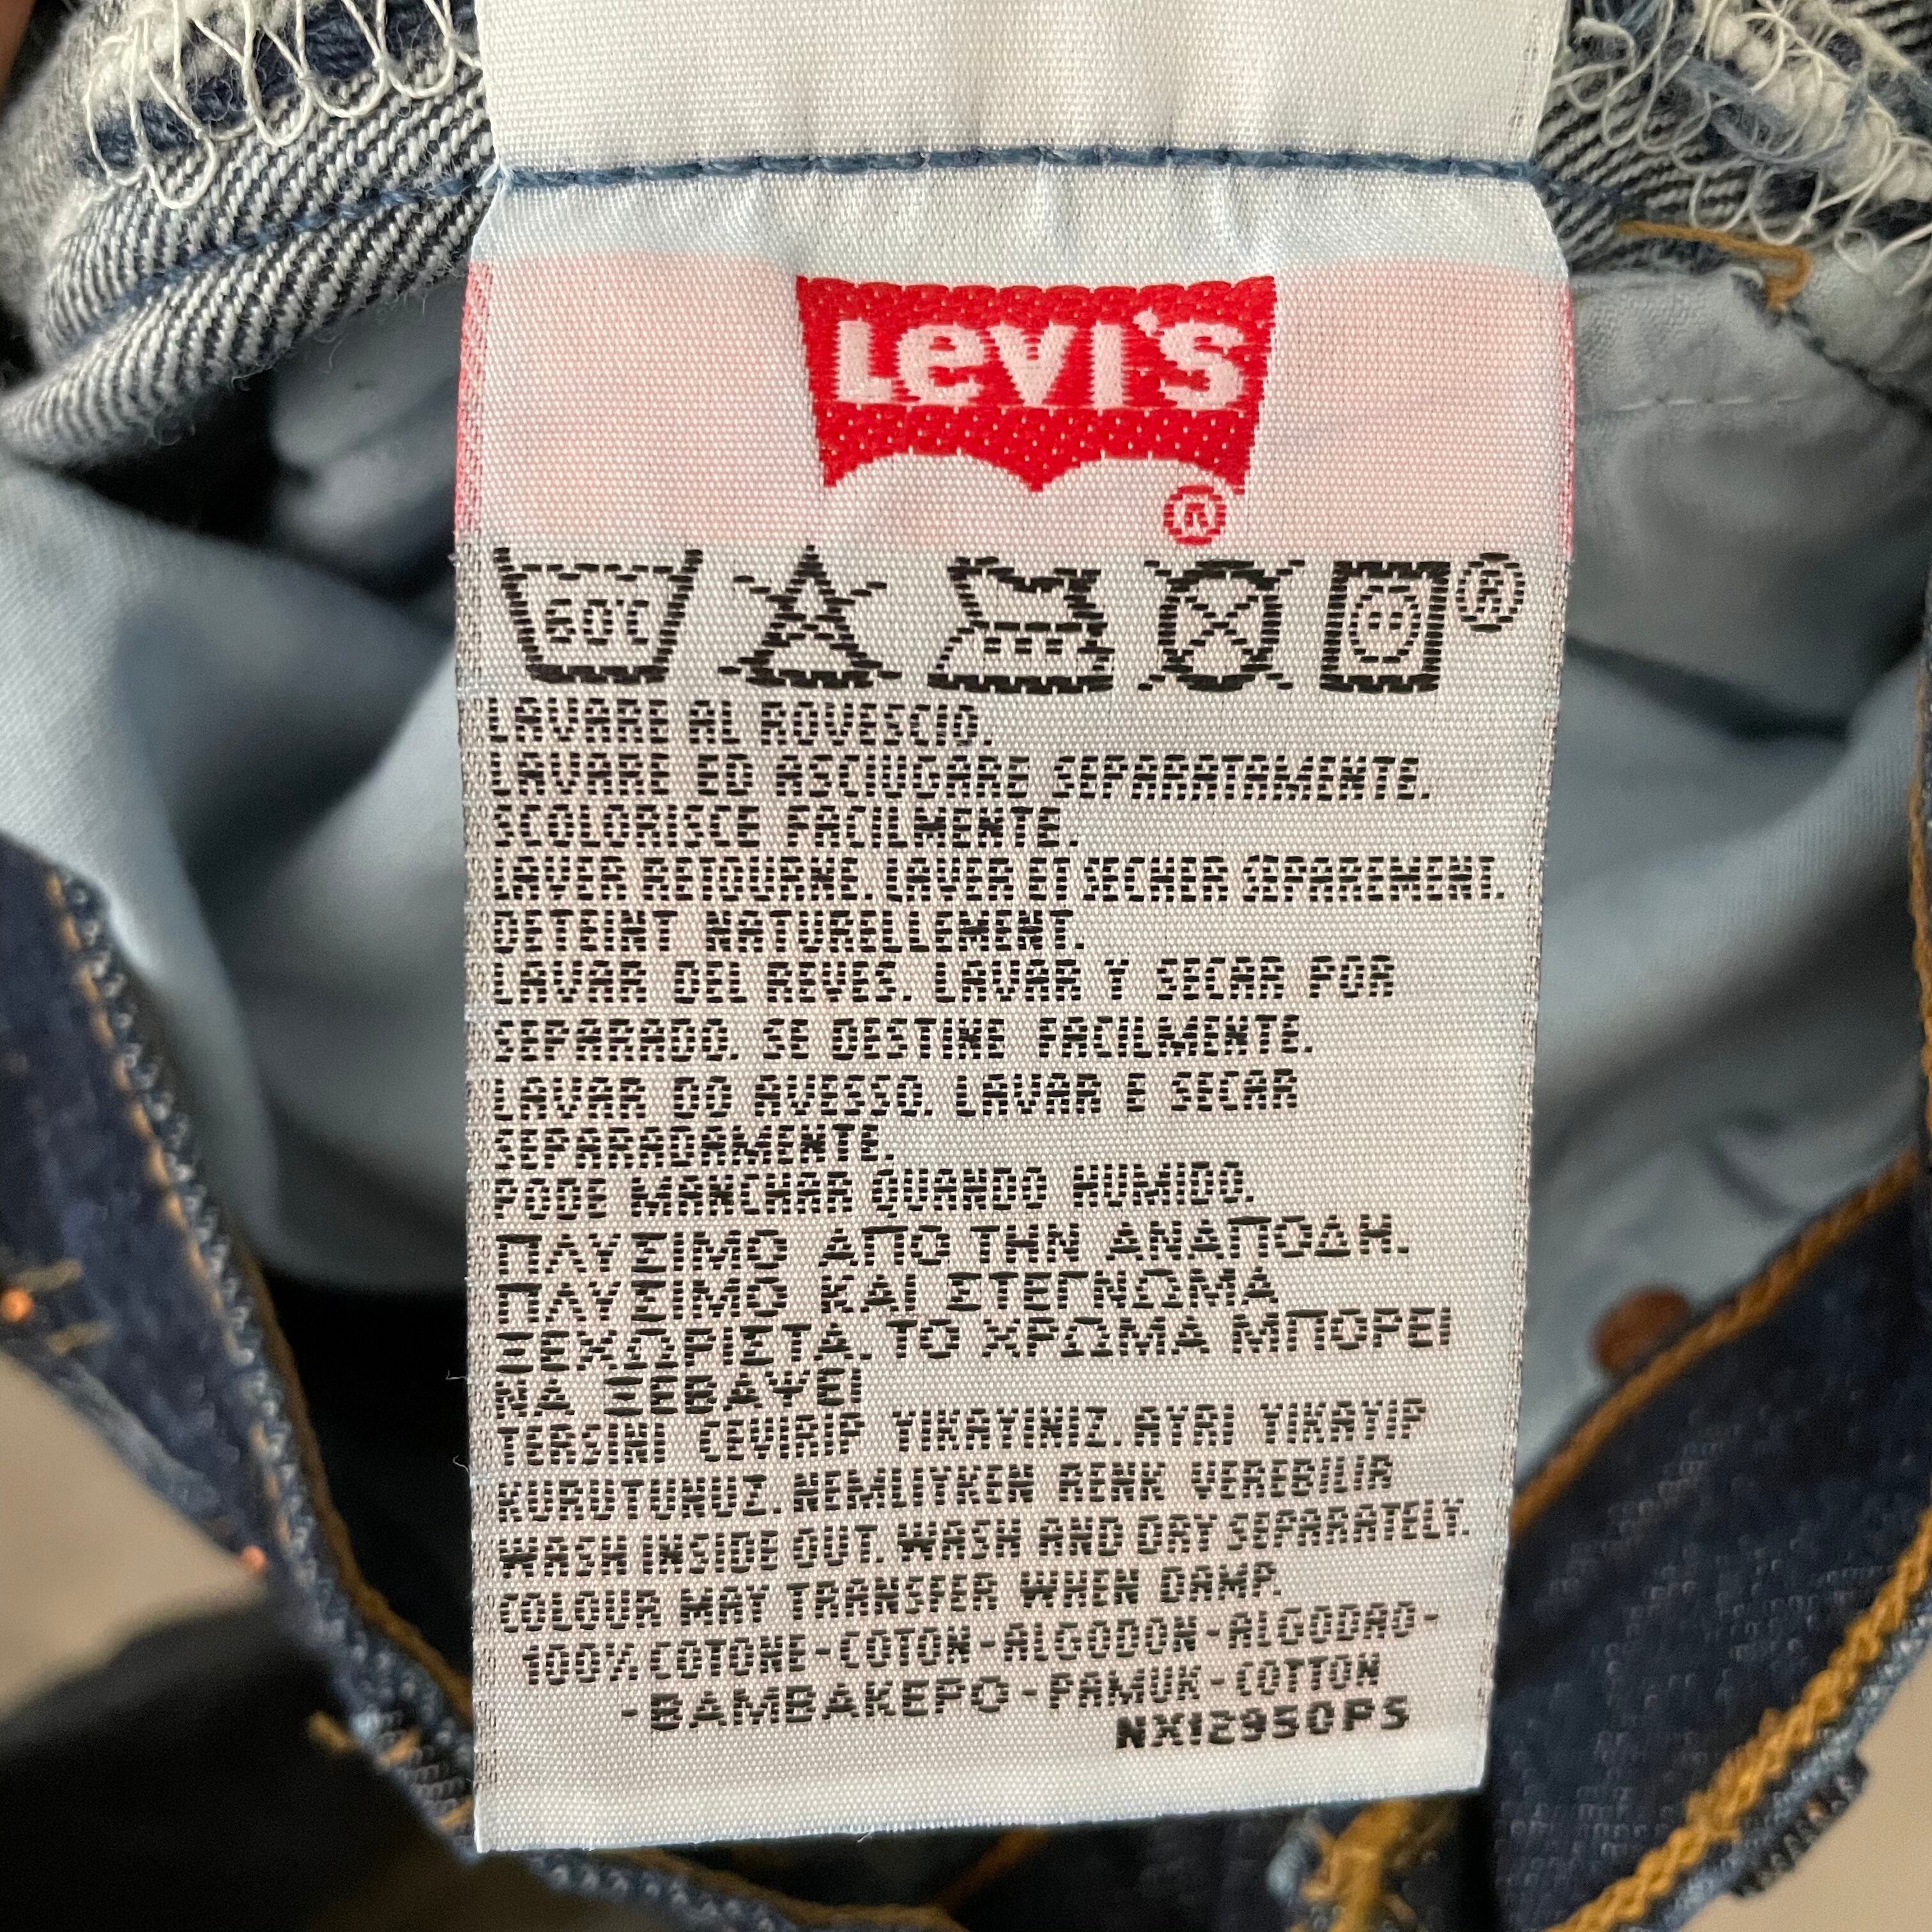 LEVI'S
®
60°C
®
LAVARE AL ROVESCIO.
LAVARE ED ASCIUGARE SEPARATAMENTE.
SCOLORISCE FACILMENTE.
LAVER RETOURNE. LAVER ET SECHER SEPAREMENT.
DETEINT NATURELLEMENT.
LAVAR DEL REVES. LAVAR Y SECAR POR
SEPARADO. SE DESTINE FACILMENTE.
LAVAR DO AVESSO. LAVAR E SECAR
SEPARADAMENTE.
PODE MANCHAR QUANDO HUMIDO.
ΠΛΥΣΙΜΟ ΑΠΟ ΤΗΝ ΑΝΑΠΟΔΗ.
ΠΛΥΣΙΜΟ ΚΑΙ ΣΤΕΓΝΩΜΑ
ΞΕΧΩΡΙΣΤΑ. ΤΟ ΧΡΩΜΑ ΜΠΟΡΕΙ
ΝΑ ΞΕΒΑΨΕΙ
TERSINI CEVIRIP YIKAYINIZ. AYRI YIKAYIP
KURUTUNUZ. NEMLIYKEN RENK VEREBILIR
WASH INSIDE OUT. WASH AND DRY SEPARATELY.
COLOUR MAY TRANSFER WHEN DAMP.
100% COTONE-COTON-ALGODON-ALGODAO-
-ΒΑΜΒΑΚΕΡΟ-PAMUK-COTTON
NX12950PS